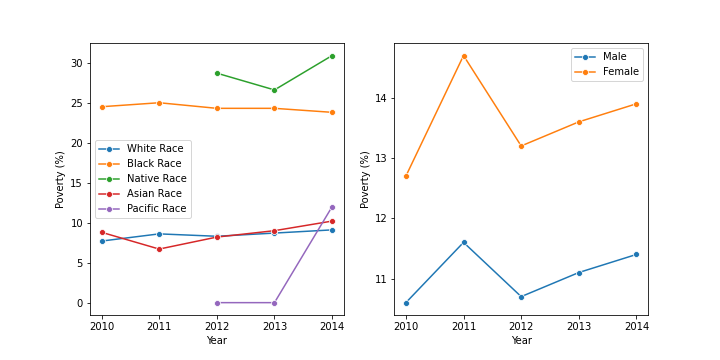 30
25
20
15
10
5
0
Poverty (%)
White Race
Black Race
Native Race
Asian Race
Pacific Race
2010 2011 2012 2013 2014
Year
14
13
12
11
Poverty (%)
Male
Female
2010 2011 2012 2013 2014
Year